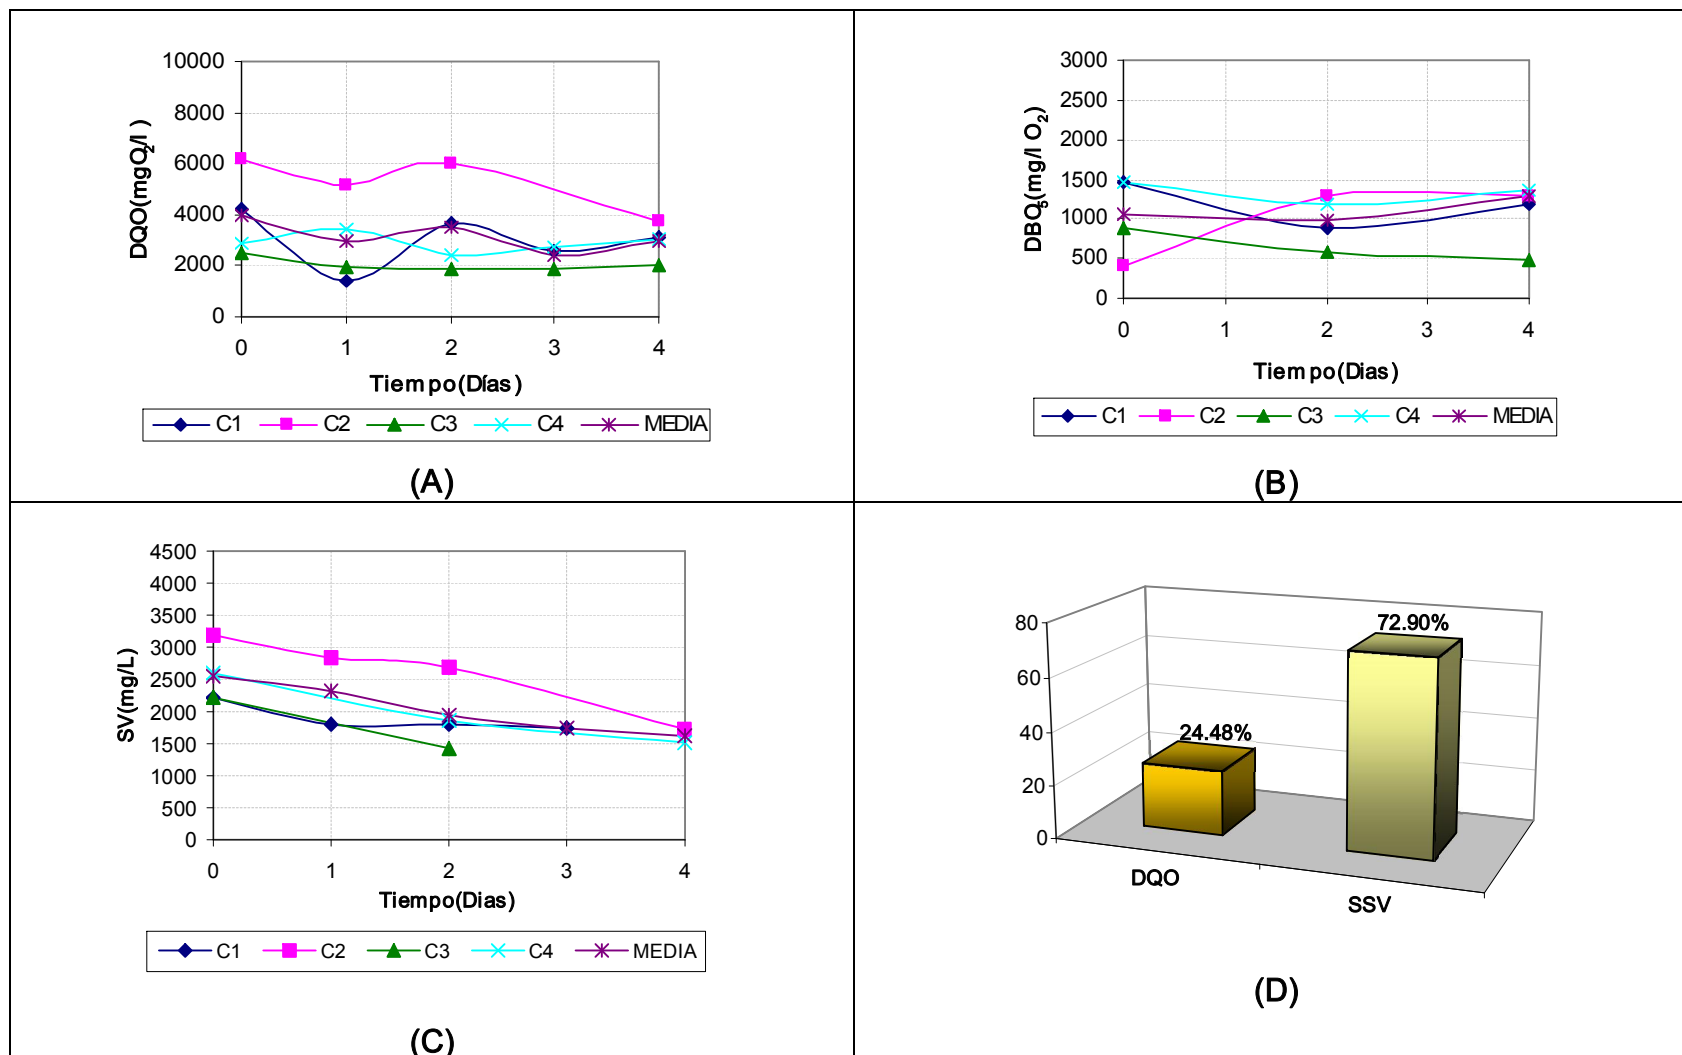 10000
8000
6000
4000
2000
0
DQO(mgO2/l)
0 1 2 3 4
Tiempo(Días)
C1 C2 C3 C4 MEDIA
(A)
3000
2500
2000
1500
1000
500
0
DBO5(mg/l O2)
0 1 2 3 4
Tiempo(Dias)
C1 C2 C3 C4 MEDIA
(B)
4500
4000
3500
3000
2500
2000
1500
1000
500
0
SV(mg/L)
0 1 2 3 4
Tiempo(Dias)
C1 C2 C3 C4 MEDIA
(C)
80
60
40
20
0
24.48%
72.90%
DQO
SSV
(D)